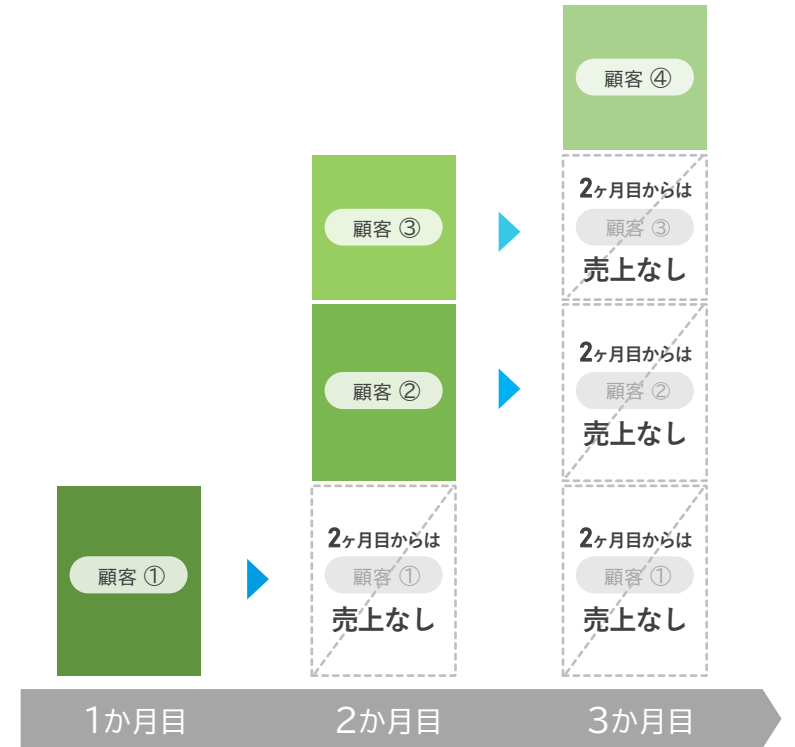 顧客 ④
2ヶ月目からは
顧客 ③
売上なし
顧客 ③
2ヶ月目からは
顧客 ②
売上なし
顧客 ②
2ヶ月目からは
顧客 ①
売上なし
2ヶ月目からは
顧客 ①
売上なし
顧客 ①
1か月目
2か月目
3か月目